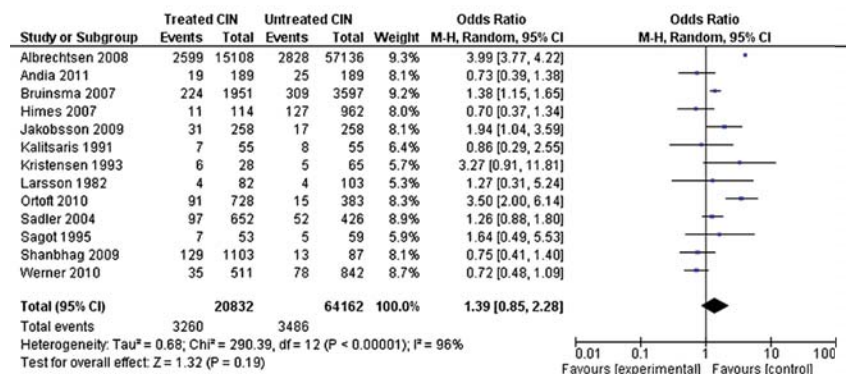 Treated CIN Untreated CIN Odds Ratio Odds Ratio
Study or Subgroup Events Total Events Total Weight M-H, Random, 95% CI M-H, Random, 95% CI
Albrechtsen 2008 2599 15108 2828 57136 9.3% 3.99 [3.77, 4.22]
Andia 2011 19 189 25 189 8.1% 0.73 [0.39, 1.38]
Bruinsma 2007 224 1951 309 3597 9.2% 1.38 [1.15, 1.65]
Himes 2007 11 114 127 962 8.1% 0.70 [0.37, 1.34]
Jakobsson 2009 31 258 17 258 8.1% 1.94 [1.04, 3.59]
Kalitsaris 1991 7 55 8 55 6.4% 0.86 [0.29, 2.55]
Kristensen 1993 6 28 5 65 5.7% 3.27 [0.91, 11.81]
Larsson 1982 4 82 4 103 5.3% 1.27 [0.31, 5.24]
Ortoft 2010 91 728 15 383 8.3% 3.50 [2.00, 6.14]
Sadler 2004 97 652 52 426 8.9% 1.26 [0.88, 1.80]
Sagot 1995 7 53 5 59 5.9% 1.64 [0.49, 5.53]
Shanbhag 2009 129 1103 13 87 8.2% 0.75 [0.41, 1.40]
Werner 2010 35 511 78 842 8.7% 0.72 [0.48, 1.09]
Total (95% CI) 20832 64162 100.0% 1.39 [0.85, 2.28]
Total events 3260 3486
Heterogeneity: Tau² = 0.68; Chi² = 290.39, df = 12 (P < 0.00001); I² = 96%
Test for overall effect: Z = 1.32 (P = 0.19)
0.01 0.1 1 10 100
Favours [experimental] Favours [control]